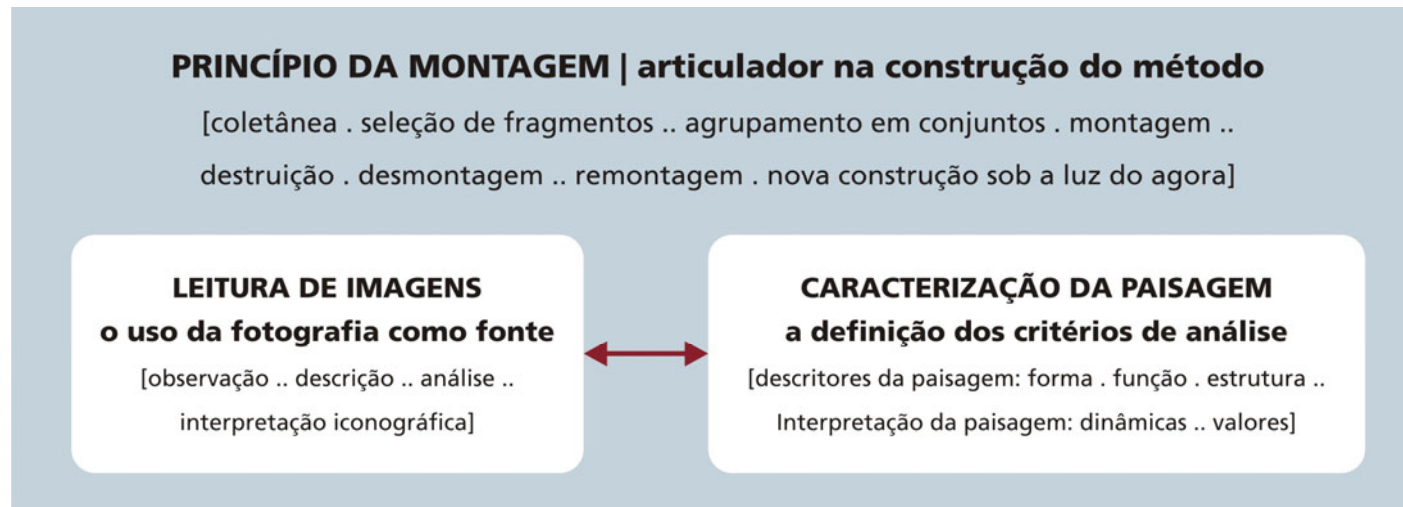 PRINCÍPIO DA MONTAGEM | articulador na construção do método
[coletânea . seleção de fragmentos .. agrupamento em conjuntos . montagem ..
destruição . desmontagem .. remontagem . nova construção sob a luz do agora]
LEITURA DE IMAGENS
o uso da fotografia como fonte
[observação .. descrição .. análise ..
interpretação iconográfica]
CARACTERIZAÇÃO DA PAISAGEM
a definição dos critérios de análise
[descritores da paisagem: forma . função . estrutura ..
Interpretação da paisagem: dinâmicas .. valores]